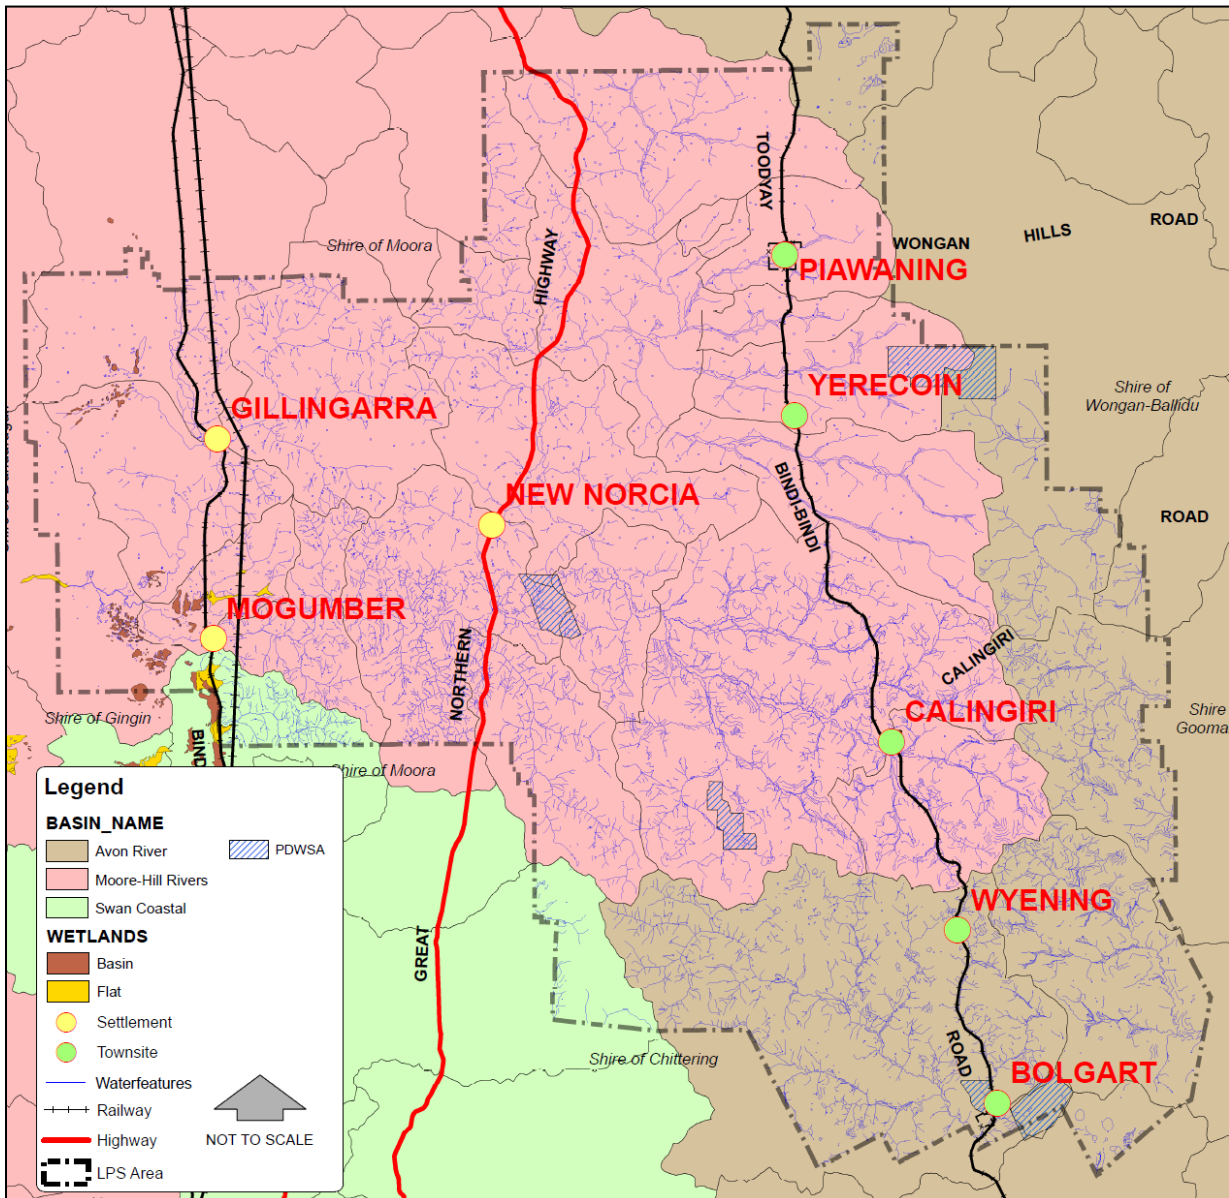 TOODYAY
ROAD
HILLS
WONGAN
Shire of Moora
HIGHWAY
PIAWANING
YERECOIN
Shire of
Wongan-Ballidu
GILLINGARRA
BINDI-BINDI
NEW NORCIA
ROAD
MOGUMBER
NORTHERN
CALINGIRI
CALINGIRI
Shire of Gingin
Shire
Gooma
BIND
Shire of Moora
WYENING
GREAT
ROAD
Shire of Chittering
BOLGART
Legend
BASIN_NAME
Avon River
PDWSA
Moore-Hill Rivers
Swan Coastal
WETLANDS
Basin
Flat
Settlement
Townsite
Waterfeatures
Railway
Highway
NOT TO SCALE
LPS Area